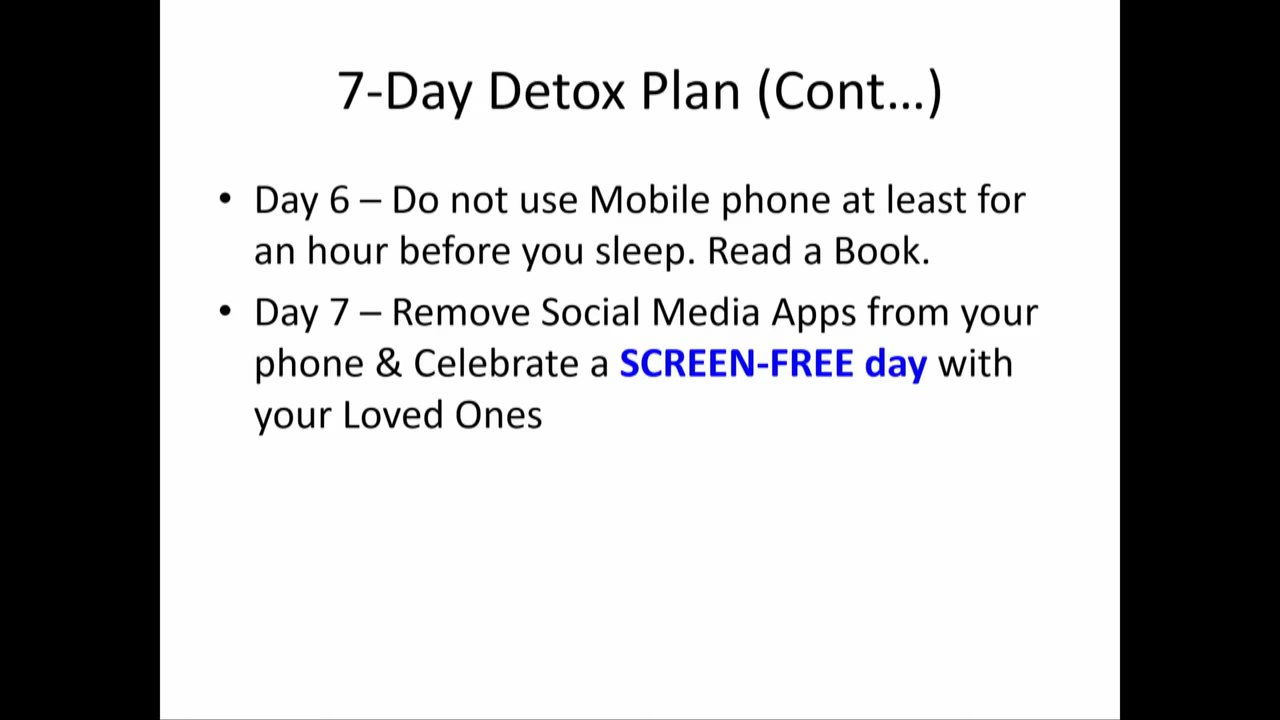 7-Day Detox Plan (Cont...)
• Day 6 – Do not use Mobile phone at least for
an hour before you sleep. Read a Book.
• Day 7 – Remove Social Media Apps from your
phone & Celebrate a SCREEN-FREE day with
your Loved Ones